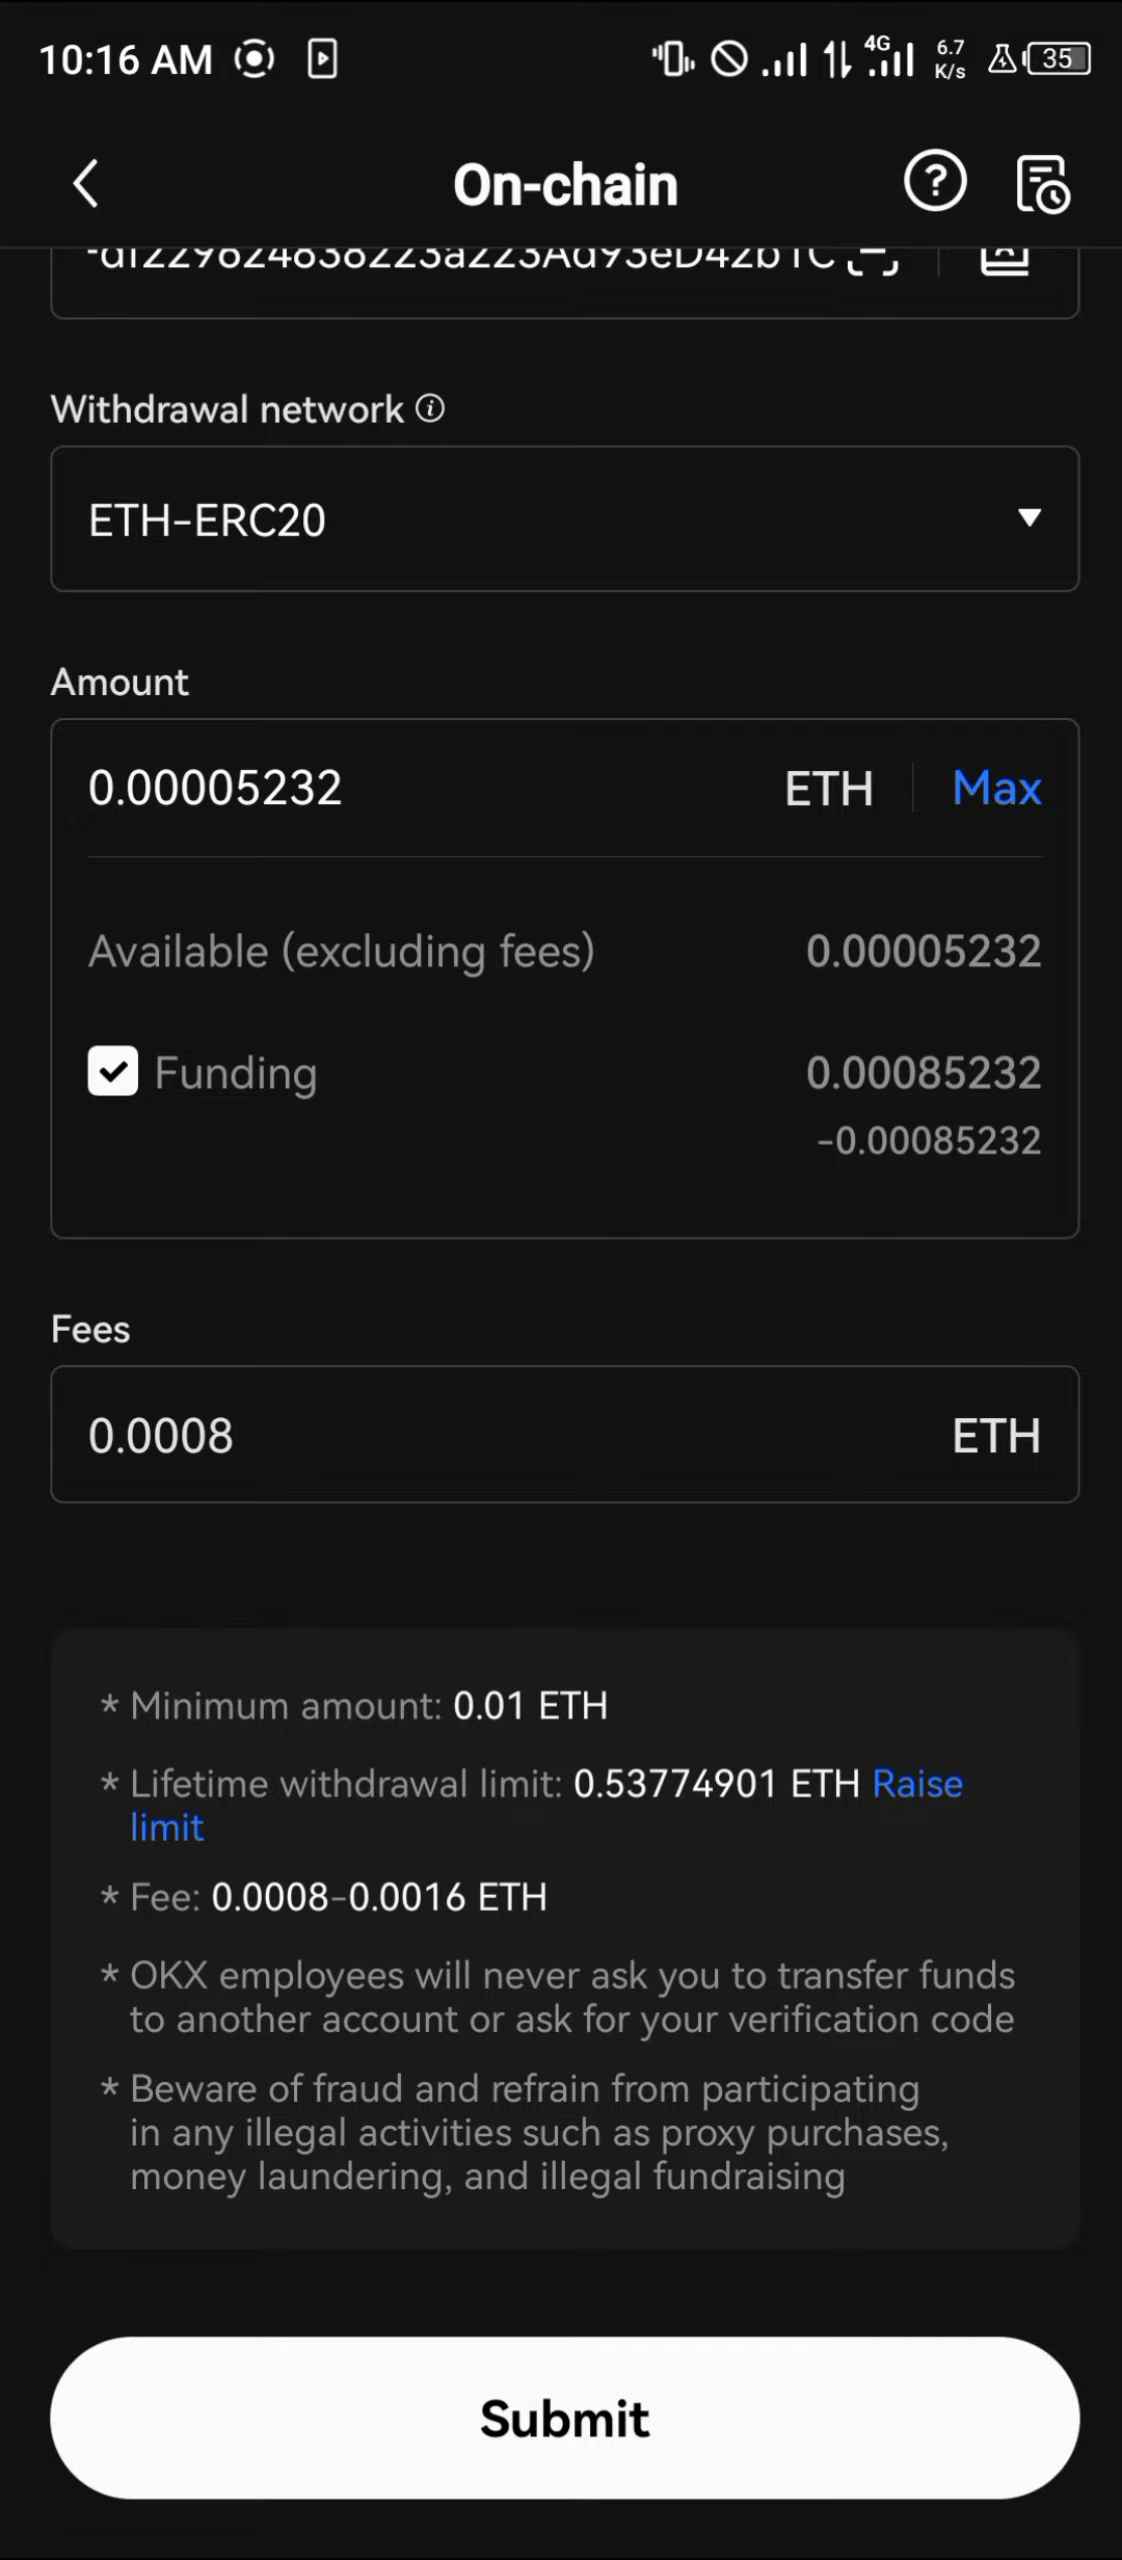 10:16 AM
4G
6.7
K/s
35
On-chain
Withdrawal network
ETH-ERC20
Amount
0.00005232 ETH Max
Available (excluding fees) 0.00005232
Funding 0.00085232
-0.00085232
Fees
0.0008 ETH
* Minimum amount: 0.01 ETH
* Lifetime withdrawal limit: 0.53774901 ETH Raise
limit
* Fee: 0.0008-0.0016 ETH
* OKX employees will never ask you to transfer funds
to another account or ask for your verification code
* Beware of fraud and refrain from participating
in any illegal activities such as proxy purchases,
money laundering, and illegal fundraising
Submit